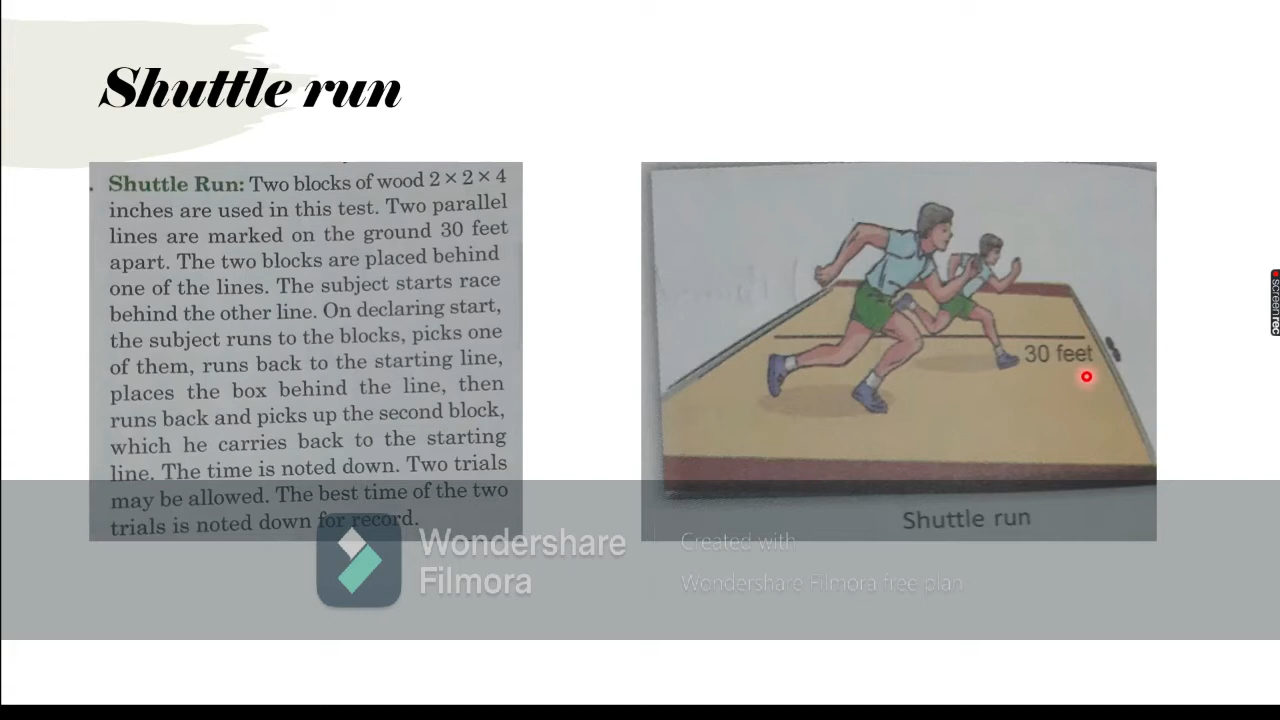 Shuttle run
Shuttle Run: Two blocks of wood 2 × 2 × 4
inches are used in this test. Two parallel
lines are marked on the ground 30 feet
apart. The two blocks are placed behind
one of the lines. The subject starts race
behind the other line. On declaring start,
the subject runs to the blocks, picks one
of them, runs back to the starting line,
places the box behind the line, then
runs back and picks up the second block,
which he carries back to the starting
line. The time is noted down. Two trials
may be allowed. The best time of the two
trials is noted down for record.
30 feet
Shuttle run
screenrec
Wondershare
Filmora
Created with
Wondershare Filmora free plan